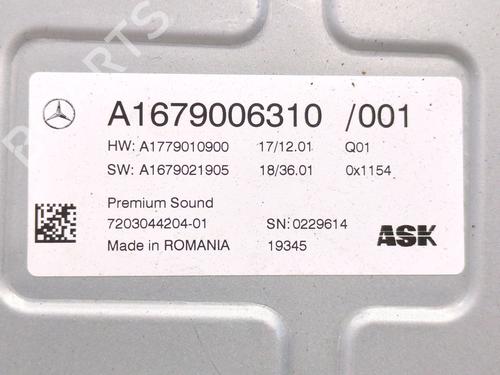 A1679006310 /001
HW: A1779010900 17/12.01 Q01
SW: A1679021905 18/36.01 0x1154
Premium Sound
7203044204-01 SN: 0229614
Made in ROMANIA 19345
ASK
PARTS